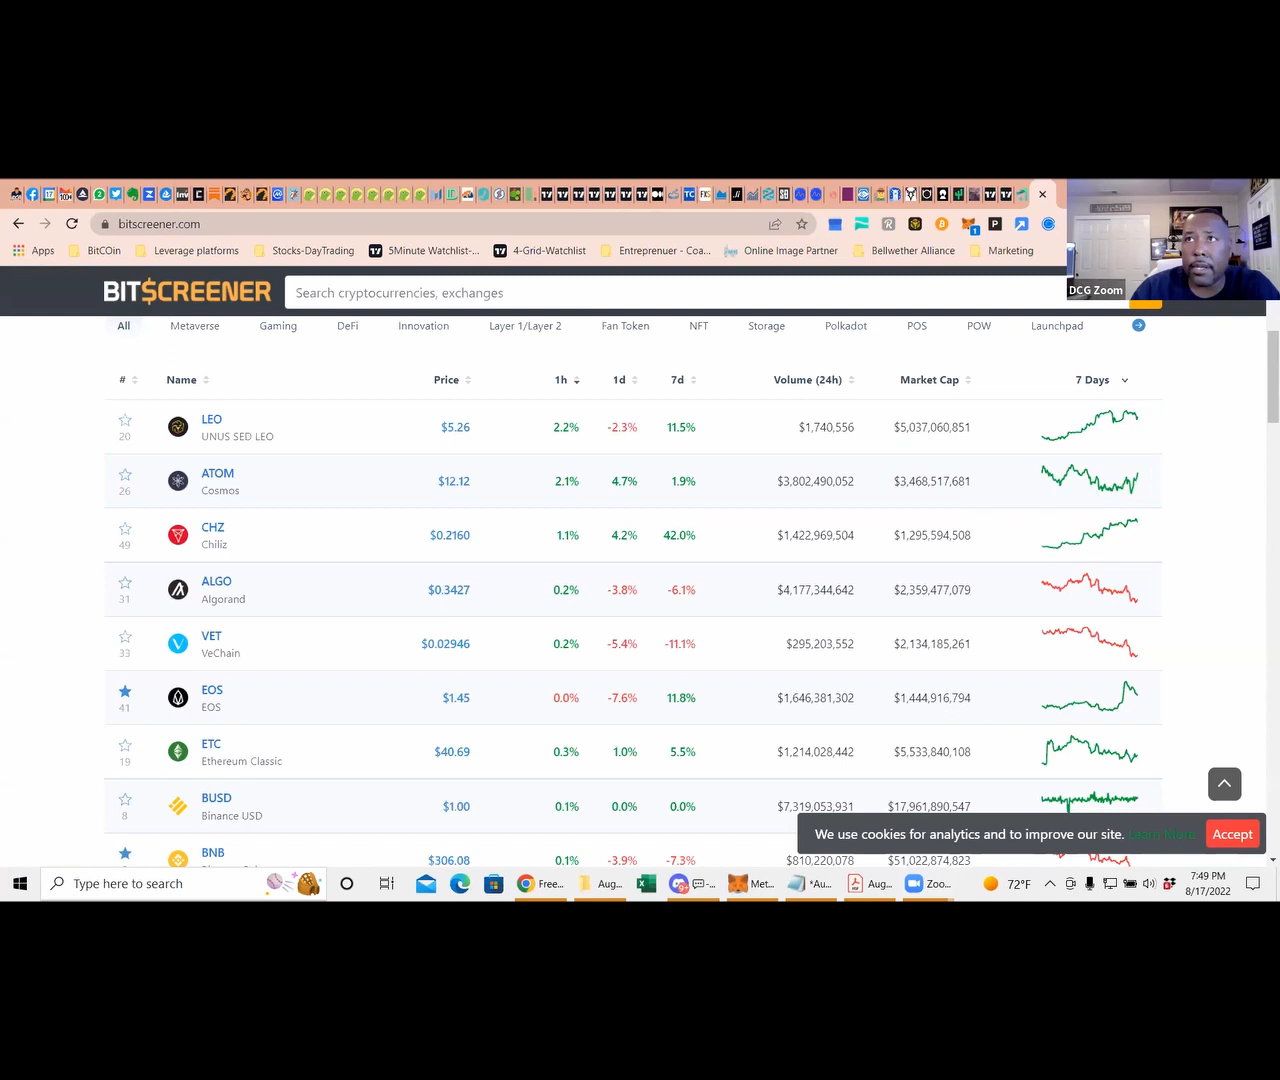 bitscreener.com
Apps BitCOin Leverage platforms Stocks-DayTrading 5Minute Watchlist-... 4-Grid-Watchlist Entreprenuer - Coa... Online Image Partner Bellwether Alliance Marketing
DCG Zoom
BIT$CREENER Search cryptocurrencies, exchanges
All Metaverse Gaming DeFi Innovation Layer 1/Layer 2 Fan Token NFT Storage Polkadot POS POW Launchpad
# Name Price 1h 1d 7d Volume (24h) Market Cap 7 Days
LEO
20 UNUS SED LEO $5.26 2.2% -2.3% 11.5% $1,740,556 $5,037,060,851
ATOM
26 Cosmos $12.12 2.1% 4.7% 1.9% $3,802,490,052 $3,468,517,681
CHZ
49 Chiliz $0.2160 1.1% 4.2% 42.0% $1,422,969,504 $1,295,594,508
ALGO
31 Algorand $0.3427 0.2% -3.8% -6.1% $4,177,344,642 $2,359,477,079
VET
33 VeChain $0.02946 0.2% -5.4% -11.1% $295,203,552 $2,134,185,261
EOS
41 EOS $1.45 0.0% -7.6% 11.8% $1,646,381,302 $1,444,916,794
ETC
19 Ethereum Classic $40.69 0.3% 1.0% 5.5% $1,214,028,442 $5,533,840,108
BUSD
8 Binance USD $1.00 0.1% 0.0% 0.0% $7,319,053,931 $17,961,890,547
We use cookies for analytics and to improve our site. Learn More Accept
BNB
$306.08 0.1% -3.9% -7.3% $810,220,078 $51,022,874,823
Type here to search Free... Aug... Met... *Au... Aug... Zoo... 72°F 7:49 PM
8/17/2022